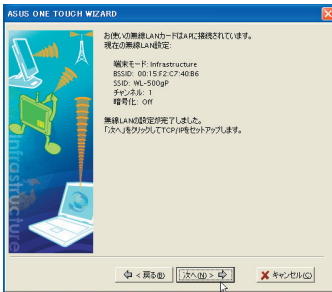 ASUS ONE TOUCH WIZARD
お使いの無線LANカードはAPに接続されています。
現在の無線LAN設定:
端末モード: Infrastructure
BSSID: 00:15:F2:C7:40:B6
SSID: WL-500gP
チャンネル: 1
暗号化: Off
無線LANの設定が完了しました。
「次へ」をクリックしてTCP/IPをセットアップします。
Infrastructure
< 戻る(B)
次へ(N) >
キャンセル(C)